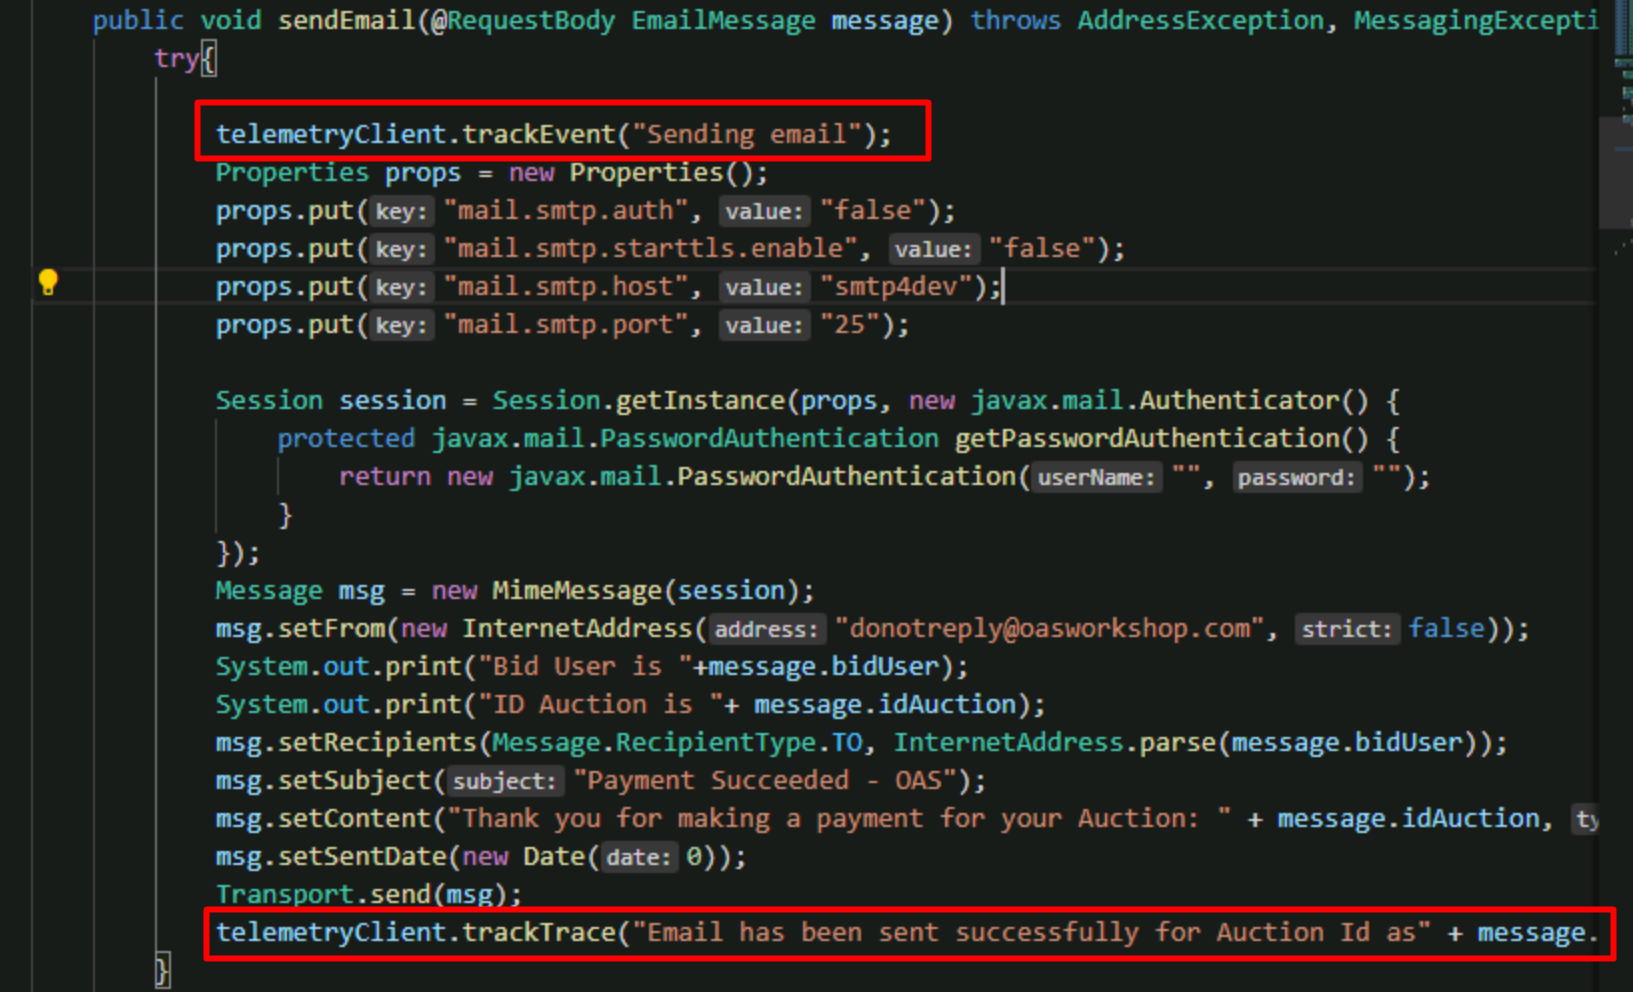 public void sendEmail(@RequestBody EmailMessage message) throws AddressException, MessagingExcepti
try{
telemetryClient.trackEvent("Sending email");
Properties props = new Properties();
props.put(key: "mail.smtp.auth", value: "false");
props.put(key: "mail.smtp.starttls.enable", value: "false");
props.put(key: "mail.smtp.host", value: "smtp4dev");
props.put(key: "mail.smtp.port", value: "25");
Session session = Session.getInstance(props, new javax.mail.Authenticator() {
protected javax.mail.PasswordAuthentication getPasswordAuthentication() {
return new javax.mail.PasswordAuthentication(userName: "", password: "");
}
});
Message msg = new MimeMessage(session);
msg.setFrom(new InternetAddress(address: "donotreply@oasworkshop.com", strict: false));
System.out.print("Bid User is "+message.bidUser);
System.out.print("ID Auction is "+ message.idAuction);
msg.setRecipients(Message.RecipientType.TO, InternetAddress.parse(message.bidUser));
msg.setSubject(subject: "Payment Succeeded - OAS");
msg.setContent("Thank you for making a payment for your Auction: " + message.idAuction, ty
msg.setSentDate(new Date(date: 0));
Transport.send(msg);
telemetryClient.trackTrace("Email has been sent successfully for Auction Id as" + message.
}